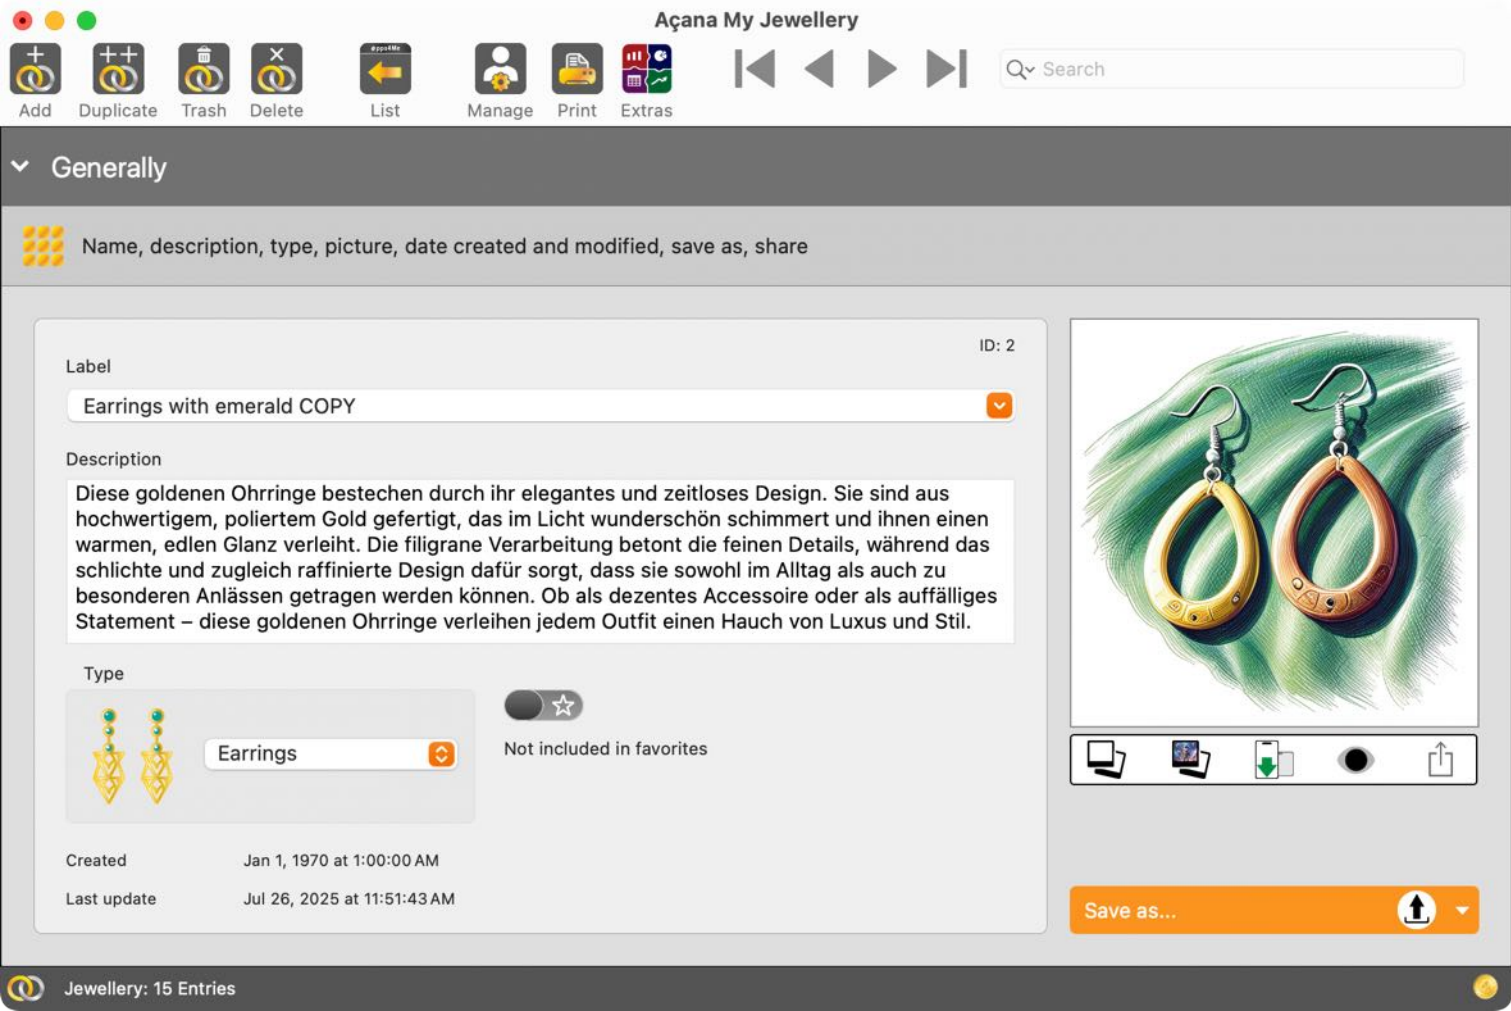 Açana My Jewellery
Add
Duplicate
Trash
Delete
apps4Me
List
Manage
Print
Extras
Search
Generally
Name, description, type, picture, date created and modified, save as, share
ID: 2
Label
Earrings with emerald COPY
Description
Diese goldenen Ohrringe bestechen durch ihr elegantes und zeitloses Design. Sie sind aus
hochwertigem, poliertem Gold gefertigt, das im Licht wunderschön schimmert und ihnen einen
warmen, edlen Glanz verleiht. Die filigrane Verarbeitung betont die feinen Details, während das
schlichte und zugleich raffinierte Design dafür sorgt, dass sie sowohl im Alltag als auch zu
besonderen Anlässen getragen werden können. Ob als dezentes Accessoire oder als auffälliges
Statement – diese goldenen Ohrringe verleihen jedem Outfit einen Hauch von Luxus und Stil.
Type
Earrings
Not included in favorites
Created
Jan 1, 1970 at 1:00:00 AM
Last update
Jul 26, 2025 at 11:51:43 AM
Save as...
Jewellery: 15 Entries